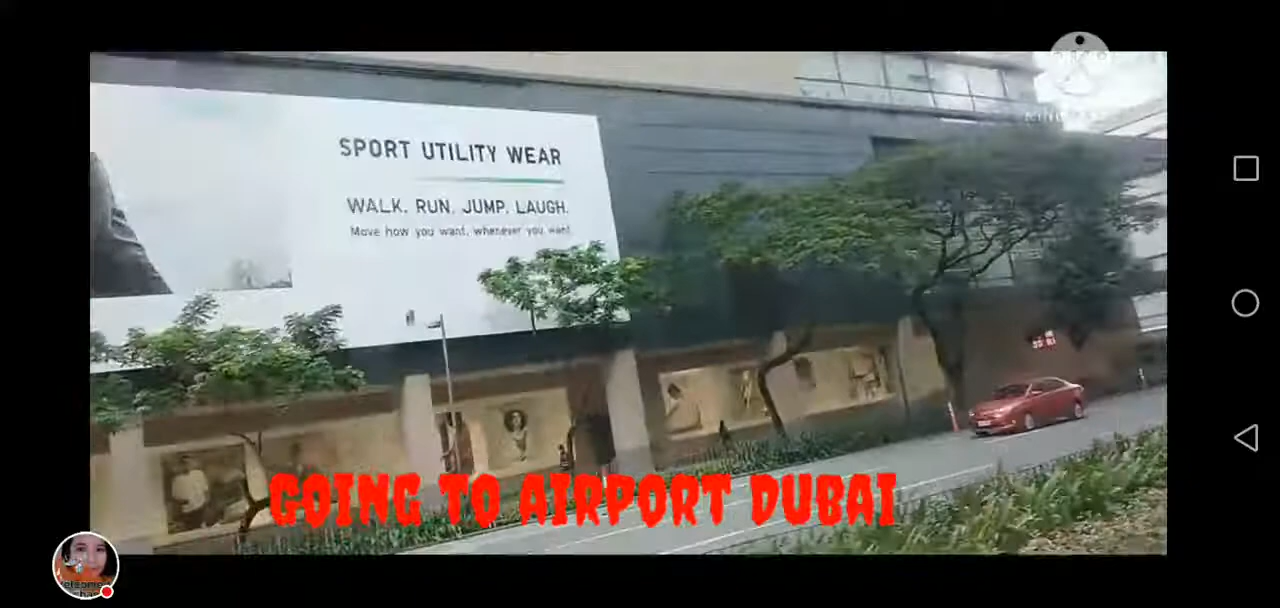 SPORT UTILITY WEAR
WALK. RUN. JUMP. LAUGH.
Move how you want, whenever you want.
GOING TO AIRPORT DUBAI